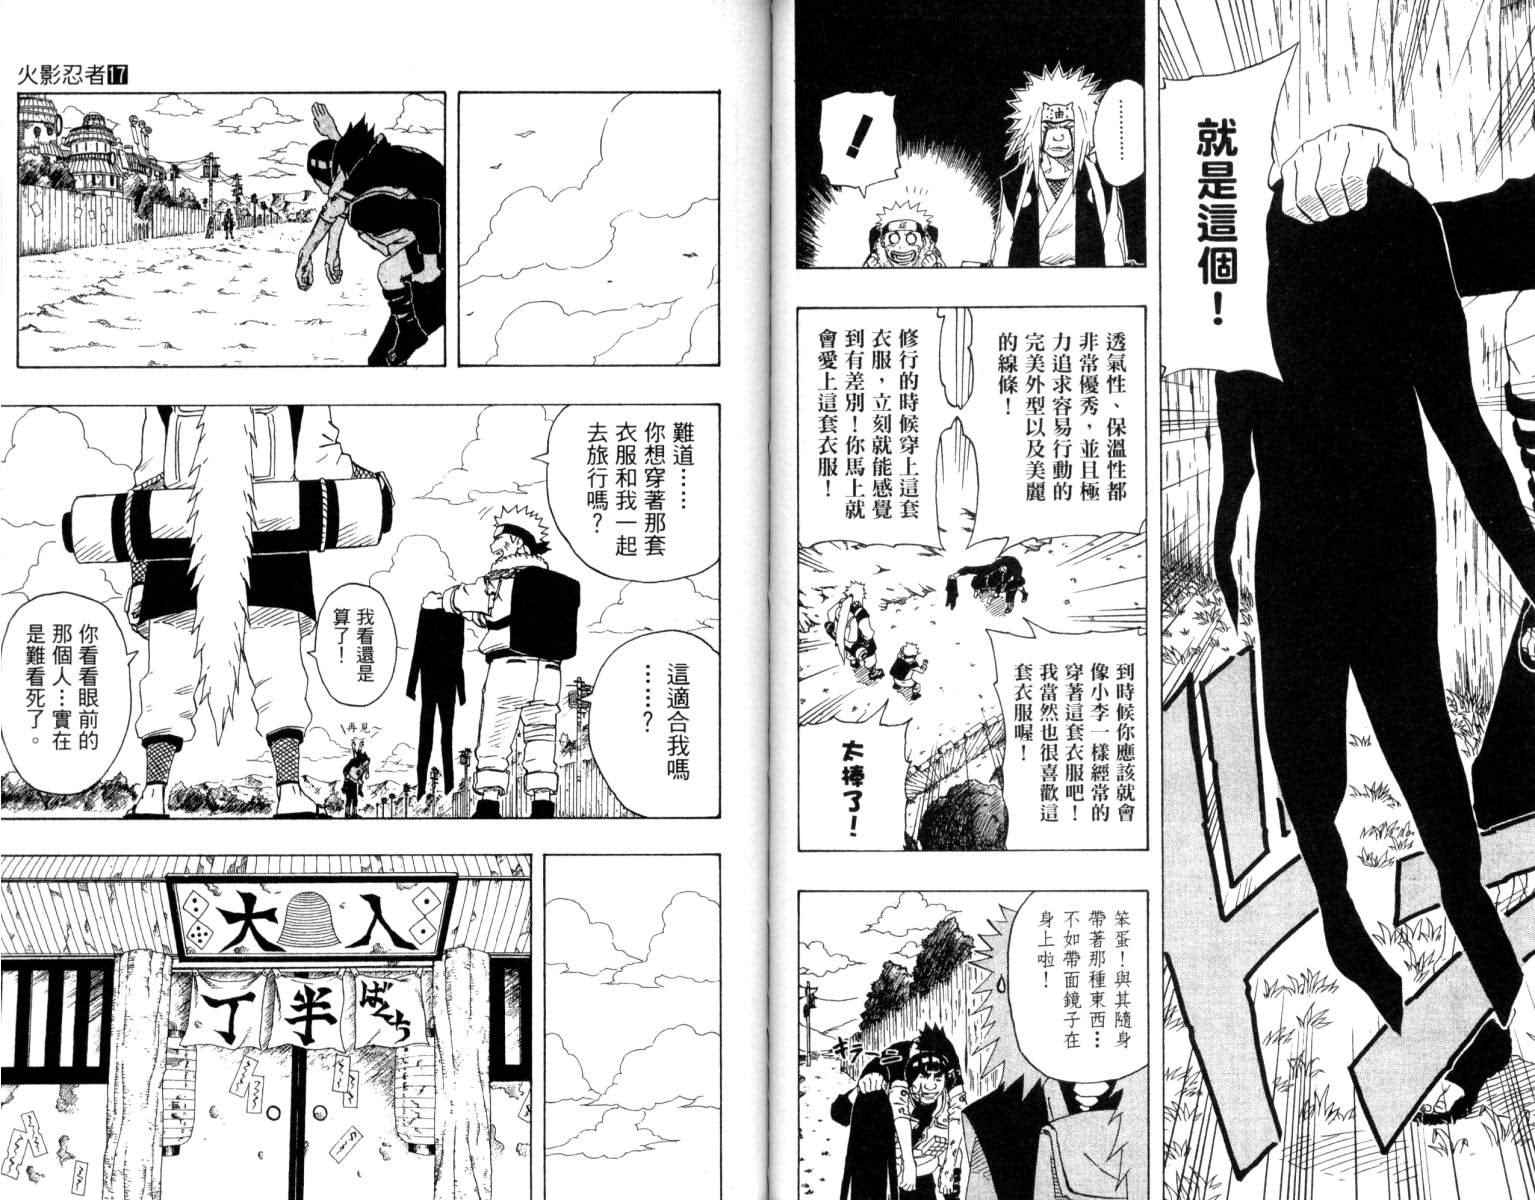 就是這個！
………
！
透氣性、保溫性都
非常優秀，並且極
力追求容易行動的
完美外型以及美麗
的線條！
修行的時候穿上這套
衣服，立刻就能感覺
到有差別！你馬上就
會愛上這套衣服！
到時候你應該就會
像小李一樣經常的
穿著這套衣服吧！
我當然也很喜歡這
套衣服喔！
太棒了！
笨蛋！與其隨身
帶著那種東西…
不如帶面鏡子在
身上啦！
キラーン
火影忍者17
難道……
你想穿著那套
衣服和我一起
去旅行嗎？
這適合我嗎
……？
我看還是
算了！
再見
你看看眼前的
那個人…實在
是難看死了。
入 大
ばくち
半
丁